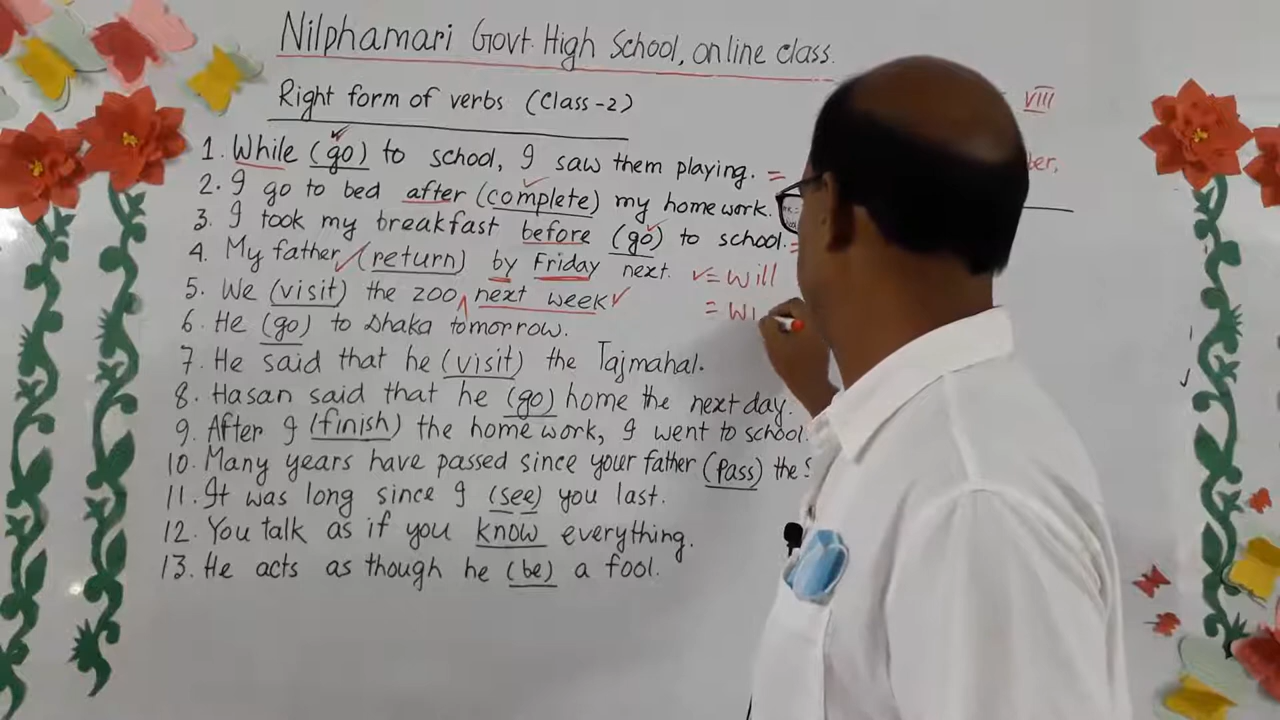 Nilphamari Govt. High School, online class.
Right form of verbs (Class-2)
VIII
1. While (go) to school, I saw them playing. =
2. I go to bed after (complete) my home work.
3. I took my breakfast before (go) to school. =
4. My father (return) by Friday next. = will
5. We (visit) the zoo next week = wi
6. He (go) to Dhaka tomorrow.
7. He said that he (visit) the Tajmahal.
8. Hasan said that he (go) home the next day.
9. After I (finish) the home work, I went to school.
10. Many years have passed since your father (pass) the S
11. It was long since I (see) you last.
12. You talk as if you know everything.
13. He acts as though he (be) a fool.